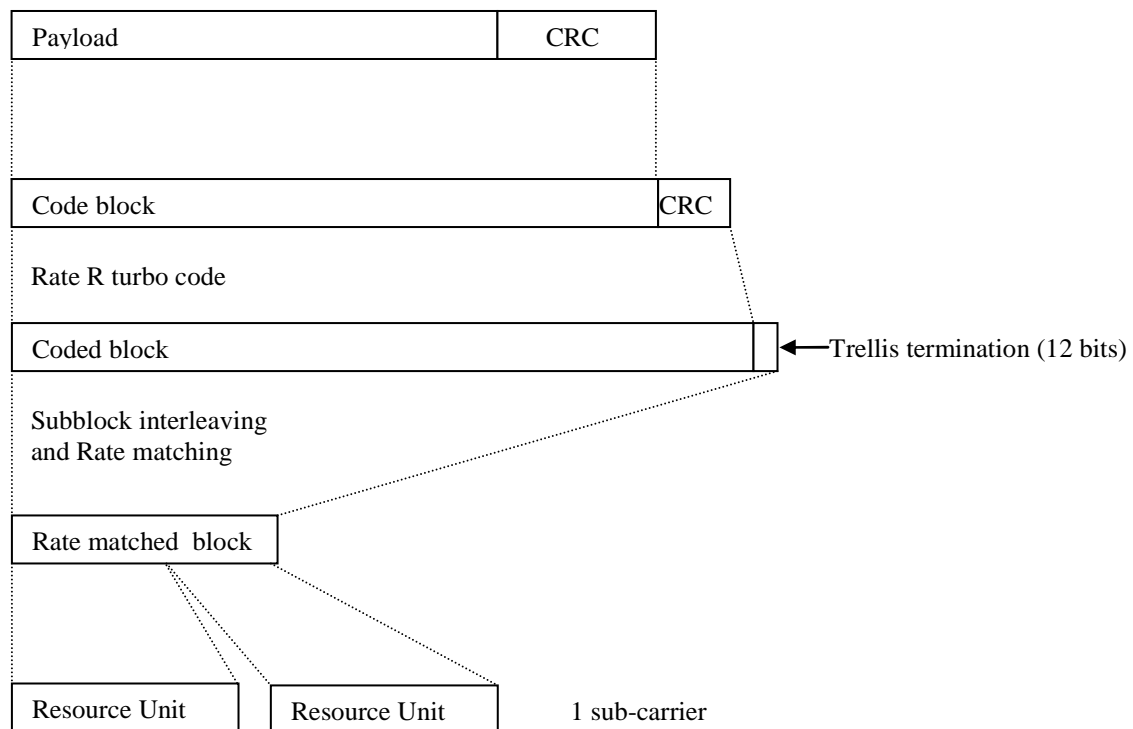 Payload CRC
Code block CRC
Rate R turbo code
Coded block Trellis termination (12 bits)
Subblock interleaving
and Rate matching
Rate matched block
Resource Unit Resource Unit 1 sub-carrier